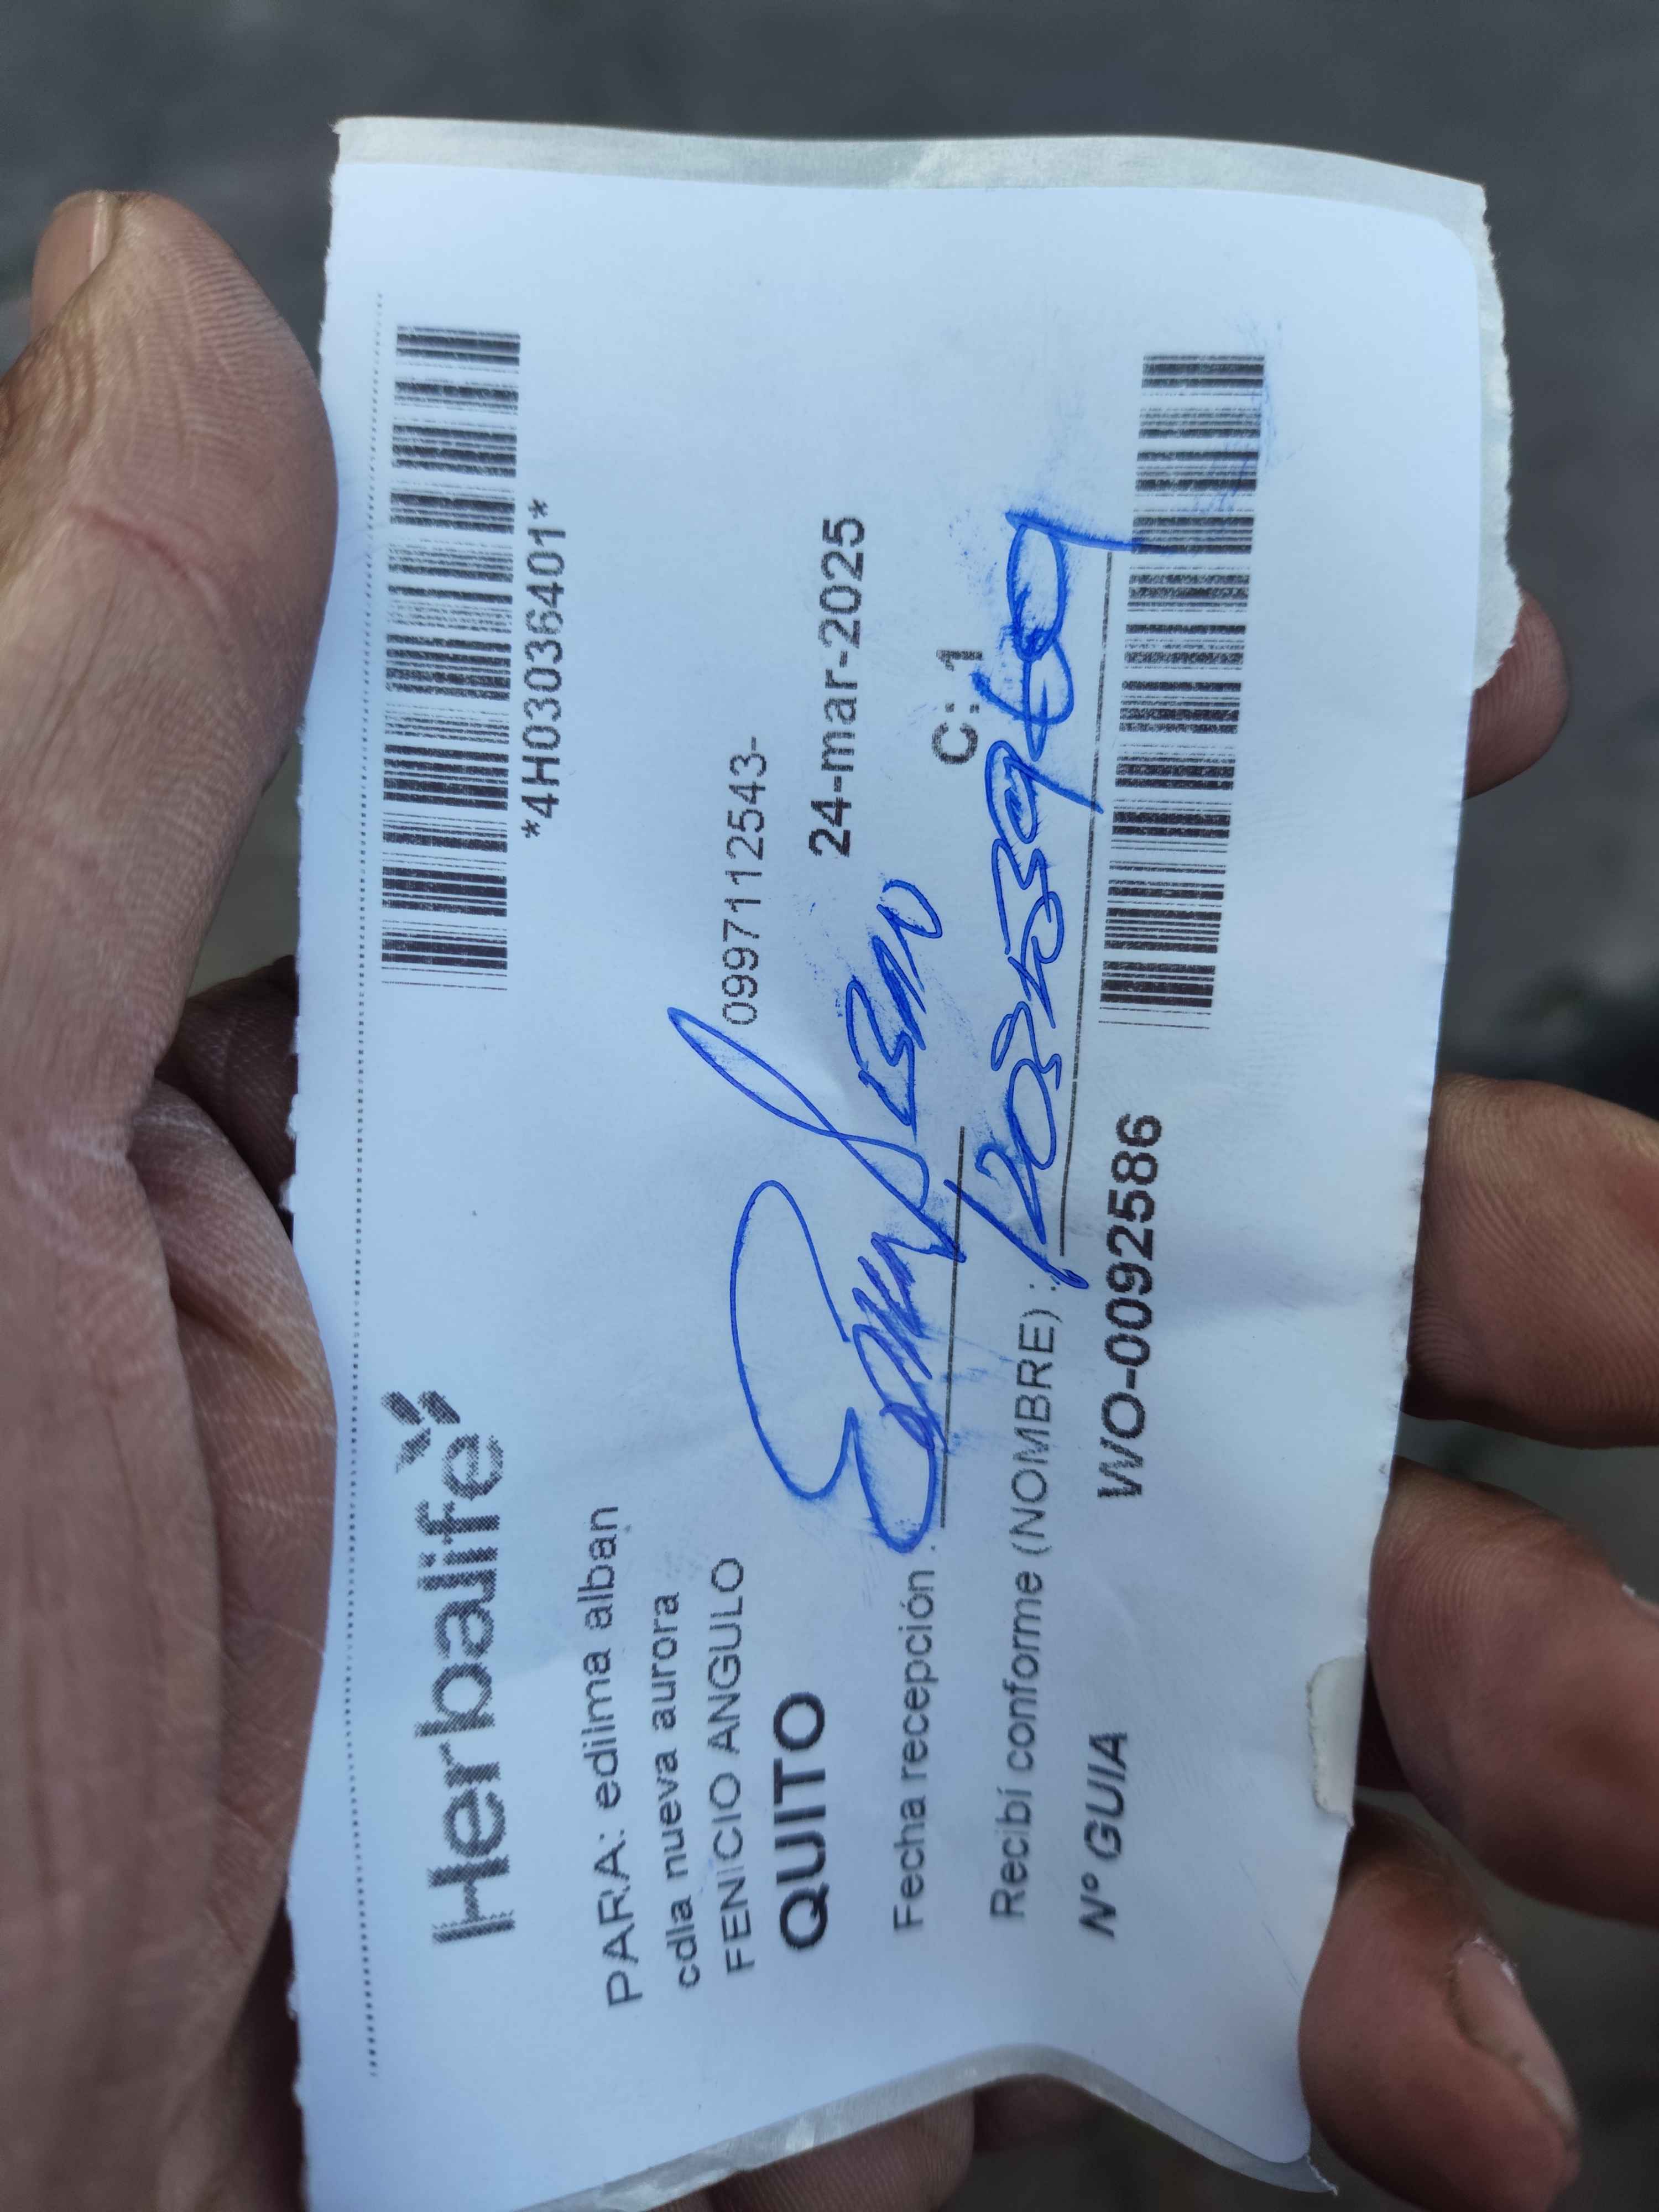 Herbalife
*4H03036401*
PARA: edilma alban
cdla nueva aurora
FENICIO ANGULO
0997112543-
QUITO
24-mar-2025
Fecha recepción :
C: 1
Recibí conforme (NOMBRE) :
Nº GUIA
WO-0092586